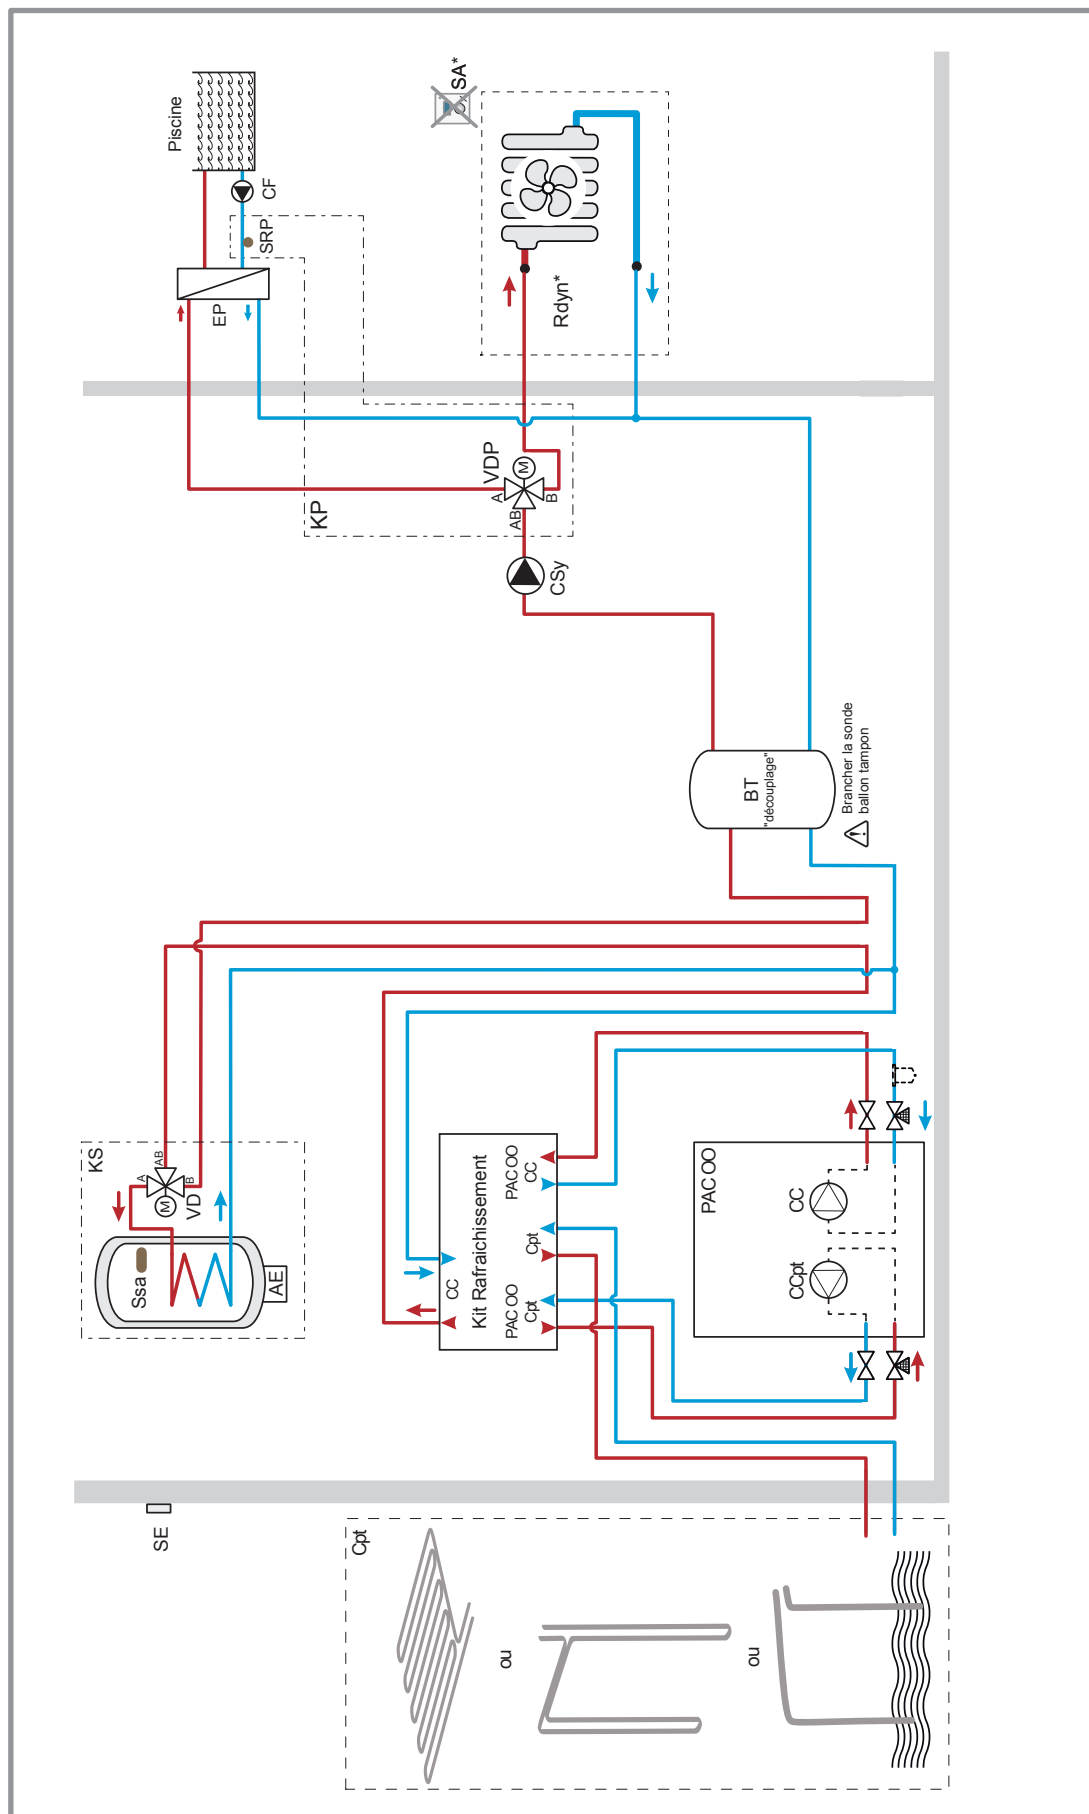 Piscine
CF
SRP
EP
SA*
Rdyn*
KP
VDP
M
A
AB
B
CSy
BT
"découplage"
Brancher la sonde
ballon tampon
KS
A
AB
B
M
VD
Ssa
AE
Kit Rafraichissement
CC
PAC OO
CC
Cpt
PAC OO
Cpt
PAC OO
CC
CCpt
SE
Cpt
ou
ou